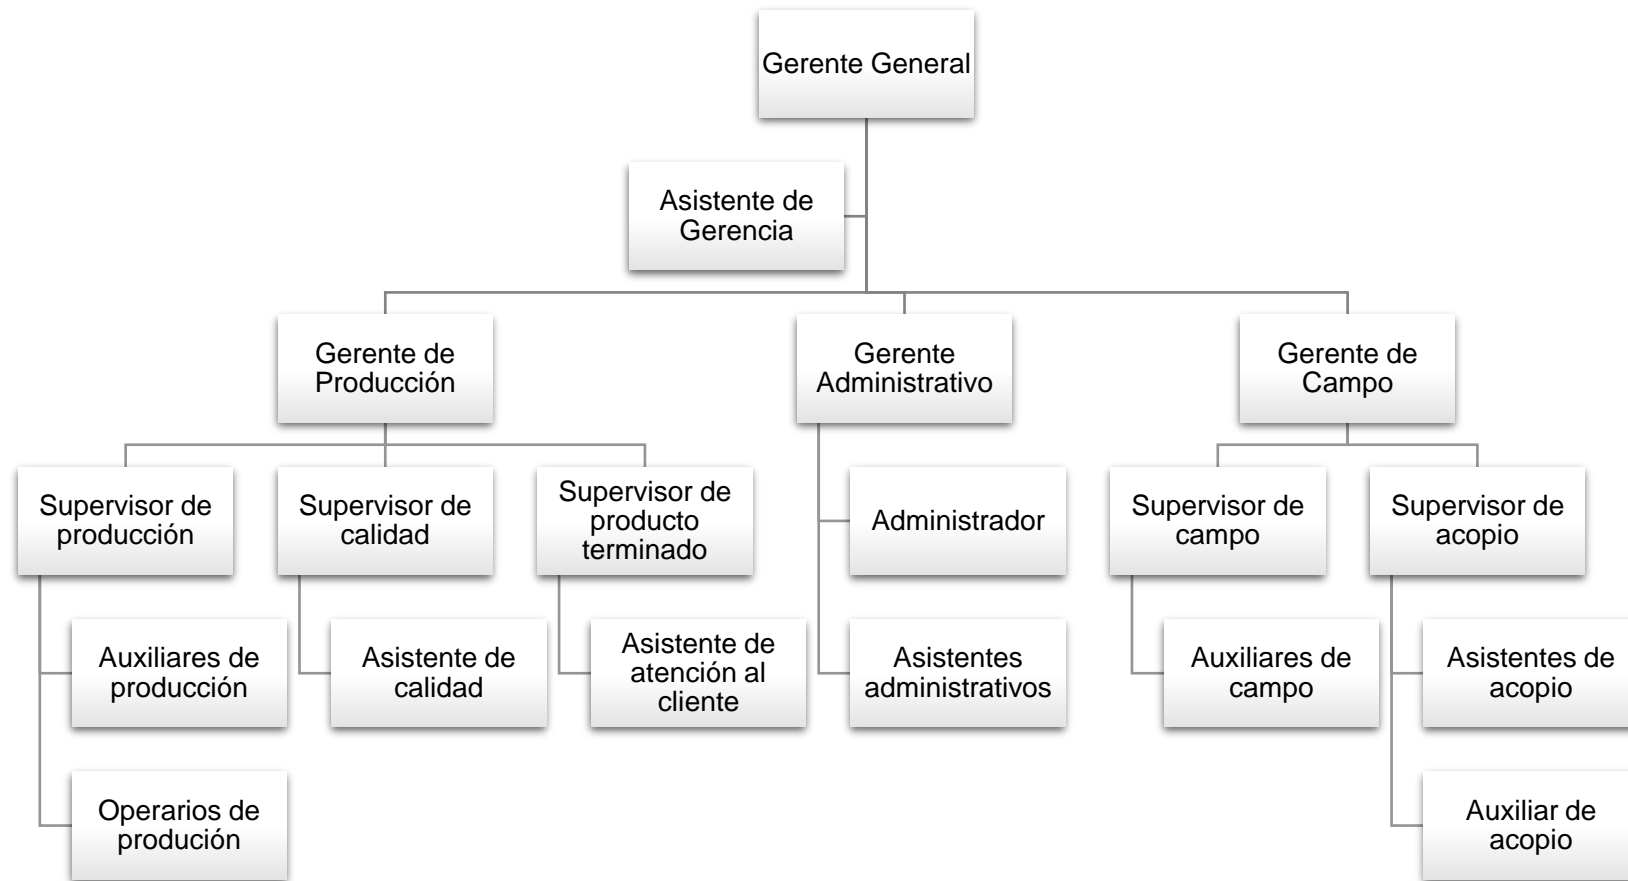 Gerente General
Asistente de
Gerencia
Gerente de
Producción
Gerente
Administrativo
Gerente de
Campo
Supervisor de
producción
Supervisor de
calidad
Supervisor de
producto
terminado
Administrador
Supervisor de
campo
Supervisor de
acopio
Auxiliares de
producción
Asistente de
calidad
Asistente de
atención al
cliente
Asistentes
administrativos
Auxiliares de
campo
Asistentes de
acopio
Operarios de
produción
Auxiliar de
acopio